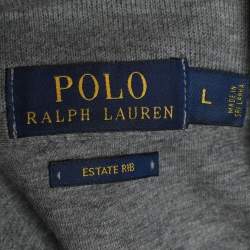 POLO
RALPH LAUREN
L
MADE IN
SRI LANKA
ESTATE RIB